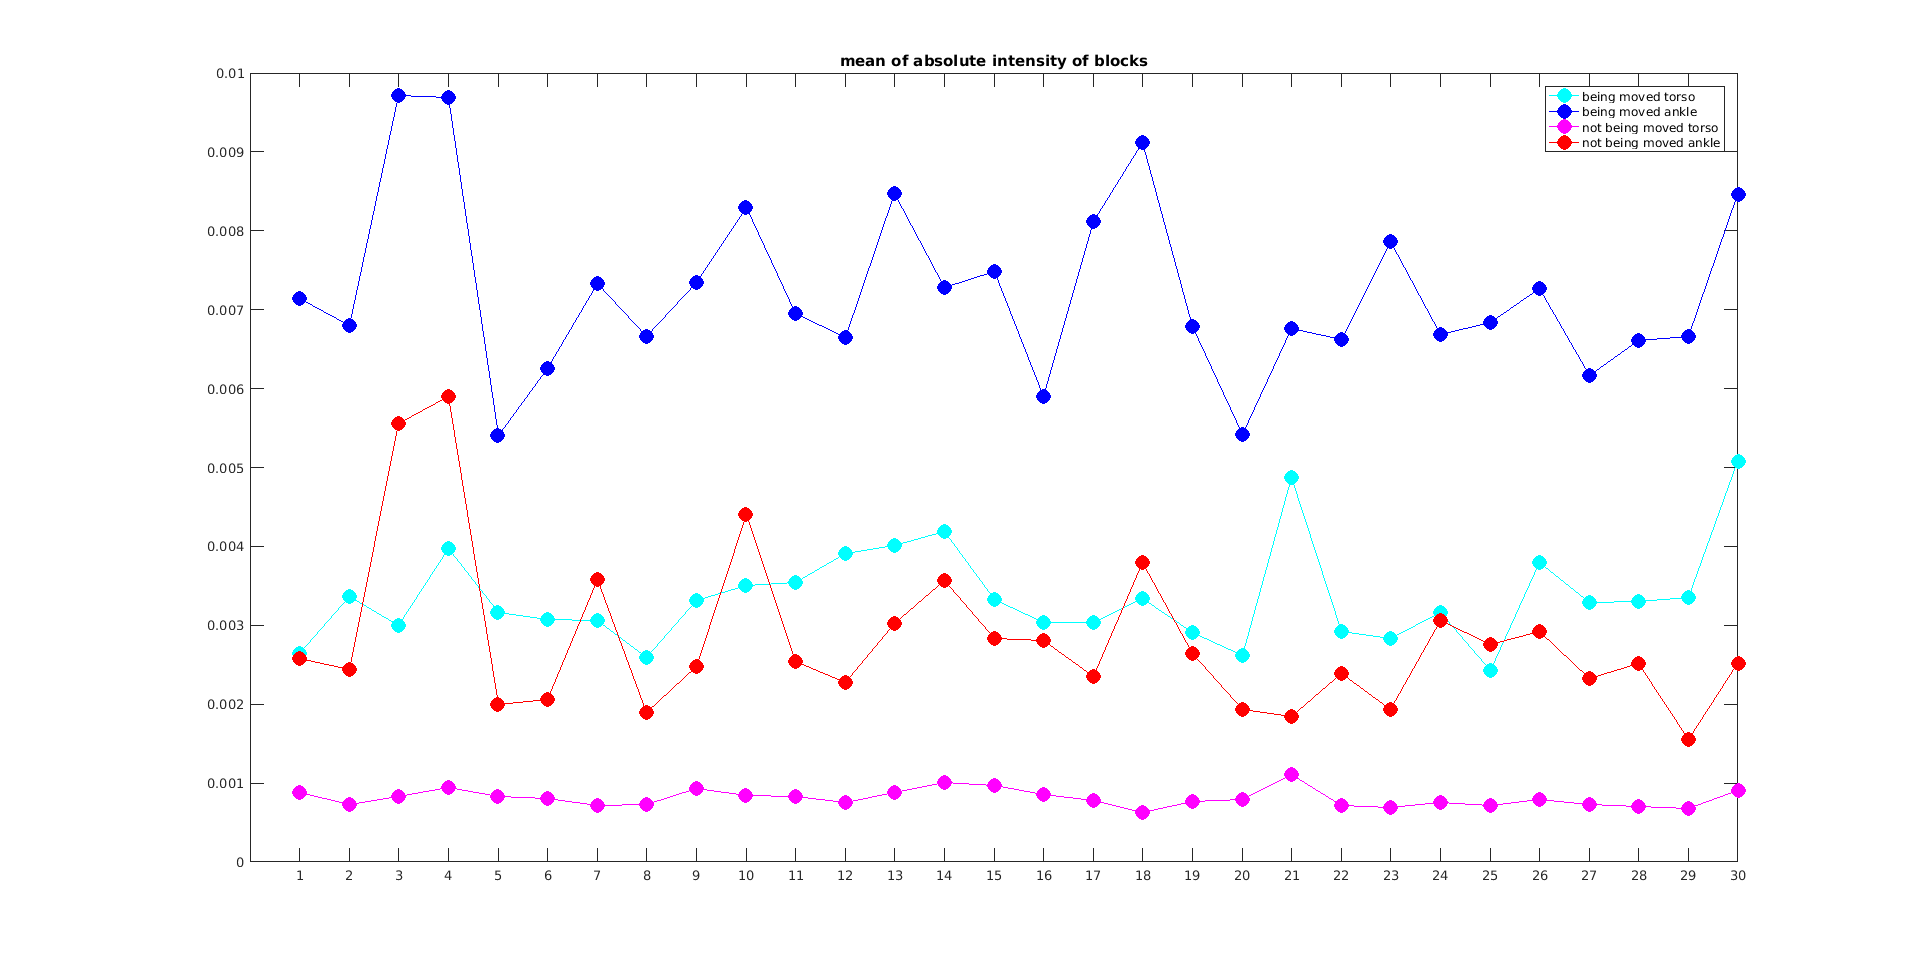 mean of absolute intensity of blocks
0.01
0.009
0.008
0.007
0.006
0.005
0.004
0.003
0.002
0.001
0
being moved torso
being moved ankle
not being moved torso
not being moved ankle
1 2 3 4 5 6 7 8 9 10 11 12 13 14 15 16 17 18 19 20 21 22 23 24 25 26 27 28 29 30